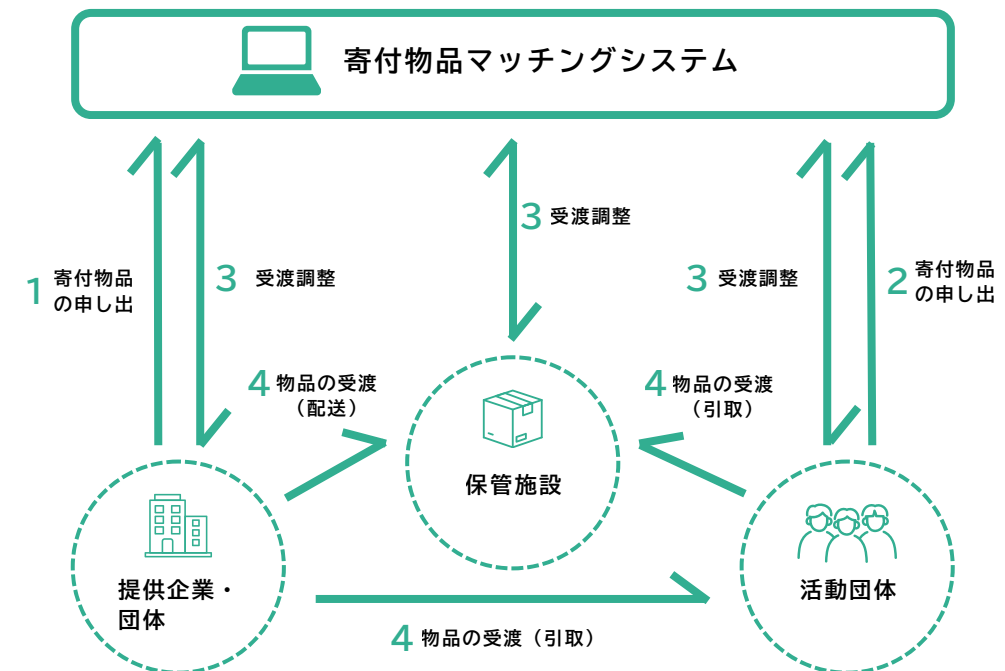 寄付物品マッチングシステム
3 受渡調整
1 寄付物品
の申し出
3 受渡調整
3 受渡調整
2 寄付物品
の申し出
4 物品の受渡
（配送）
4 物品の受渡
（引取）
保管施設
提供企業・
団体
活動団体
4 物品の受渡（引取）